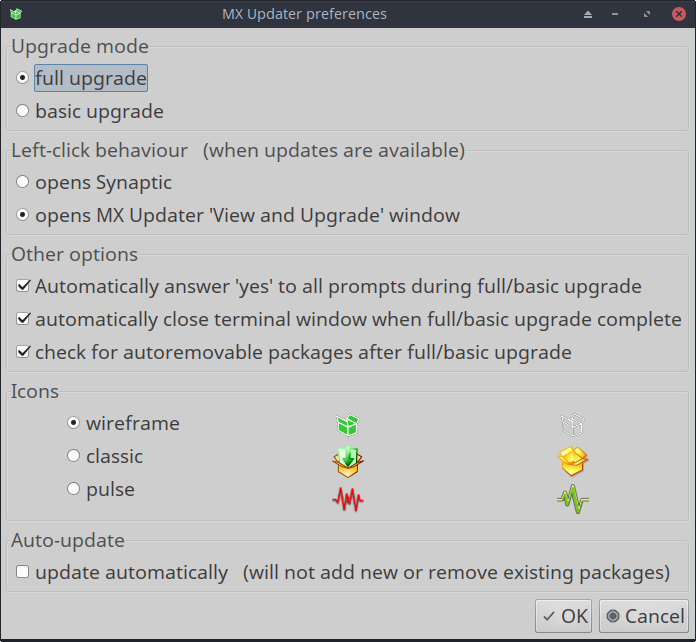 MX Updater preferences
Upgrade mode
full upgrade
basic upgrade
Left-click behaviour (when updates are available)
opens Synaptic
opens MX Updater 'View and Upgrade' window
Other options
Automatically answer 'yes' to all prompts during full/basic upgrade
automatically close terminal window when full/basic upgrade complete
check for autoremovable packages after full/basic upgrade
Icons
wireframe
classic
pulse
Auto-update
update automatically (will not add new or remove existing packages)
OK Cancel